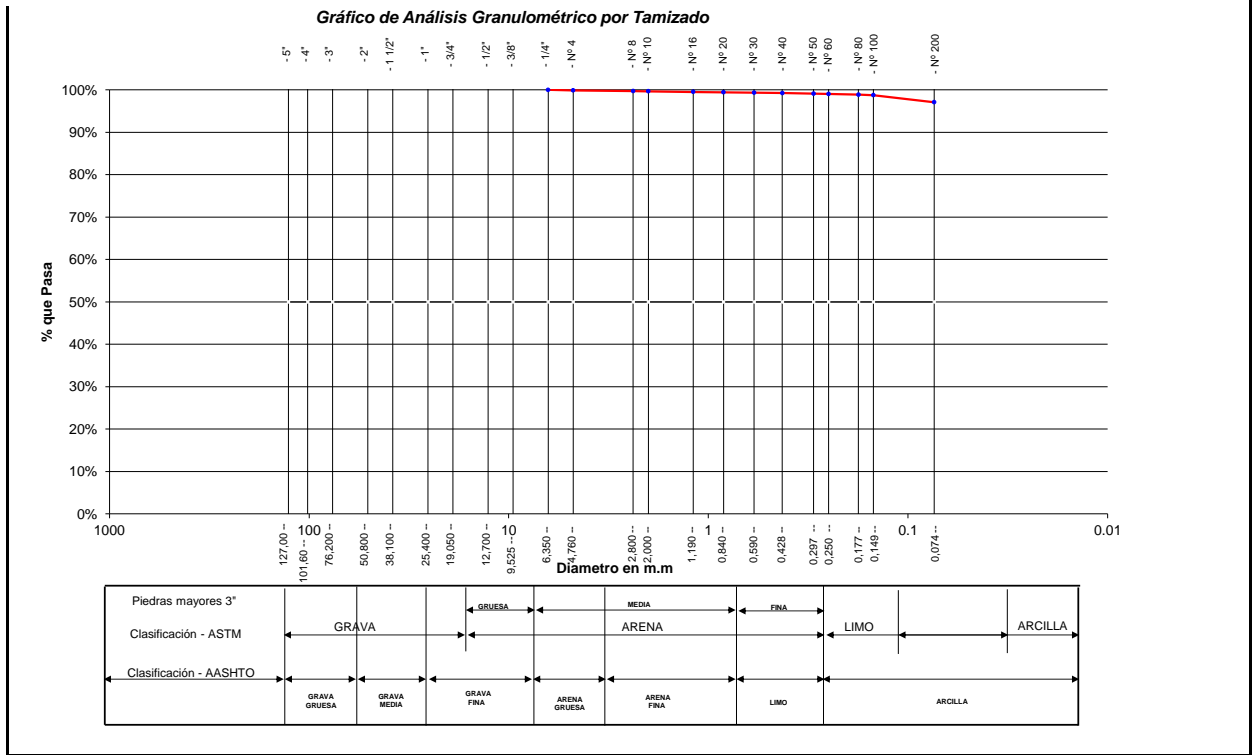 Gráfico de Análisis Granulométrico por Tamizado
- 5"
- 4"
- 3"
- 2"
- 1 1/2"
- 1"
- 3/4"
- 1/2"
- 3/8"
- 1/4"
- Nº 4
- Nº 8
- Nº 10
- Nº 16
- Nº 20
- Nº 30
- Nº 40
- Nº 50
- Nº 60
- Nº 80
- Nº 100
- Nº 200
% que Pasa
100%
90%
80%
70%
60%
50%
40%
30%
20%
10%
0%
1000
100
10
1
0.1
0.01
127,00 --
101,60 --
76,200 --
50,800 --
38,100 --
25,400 --
19,050 --
12,700 --
9,525 --
6,350 --
4,760 --
2,800 --
2,000 --
1,190 --
0,840 --
0,590 --
0,428 --
0,297 --
0,250 --
0,177 --
0,149 --
0,074 --
Diametro en m.m
Piedras mayores 3"
GRUESA
MEDIA
FINA
Clasificación - ASTM
GRAVA
ARENA
LIMO
ARCILLA
Clasificación - AASHTO
GRAVA
GRUESA
GRAVA
MEDIA
GRAVA
FINA
ARENA
GRUESA
ARENA
FINA
LIMO
ARCILLA